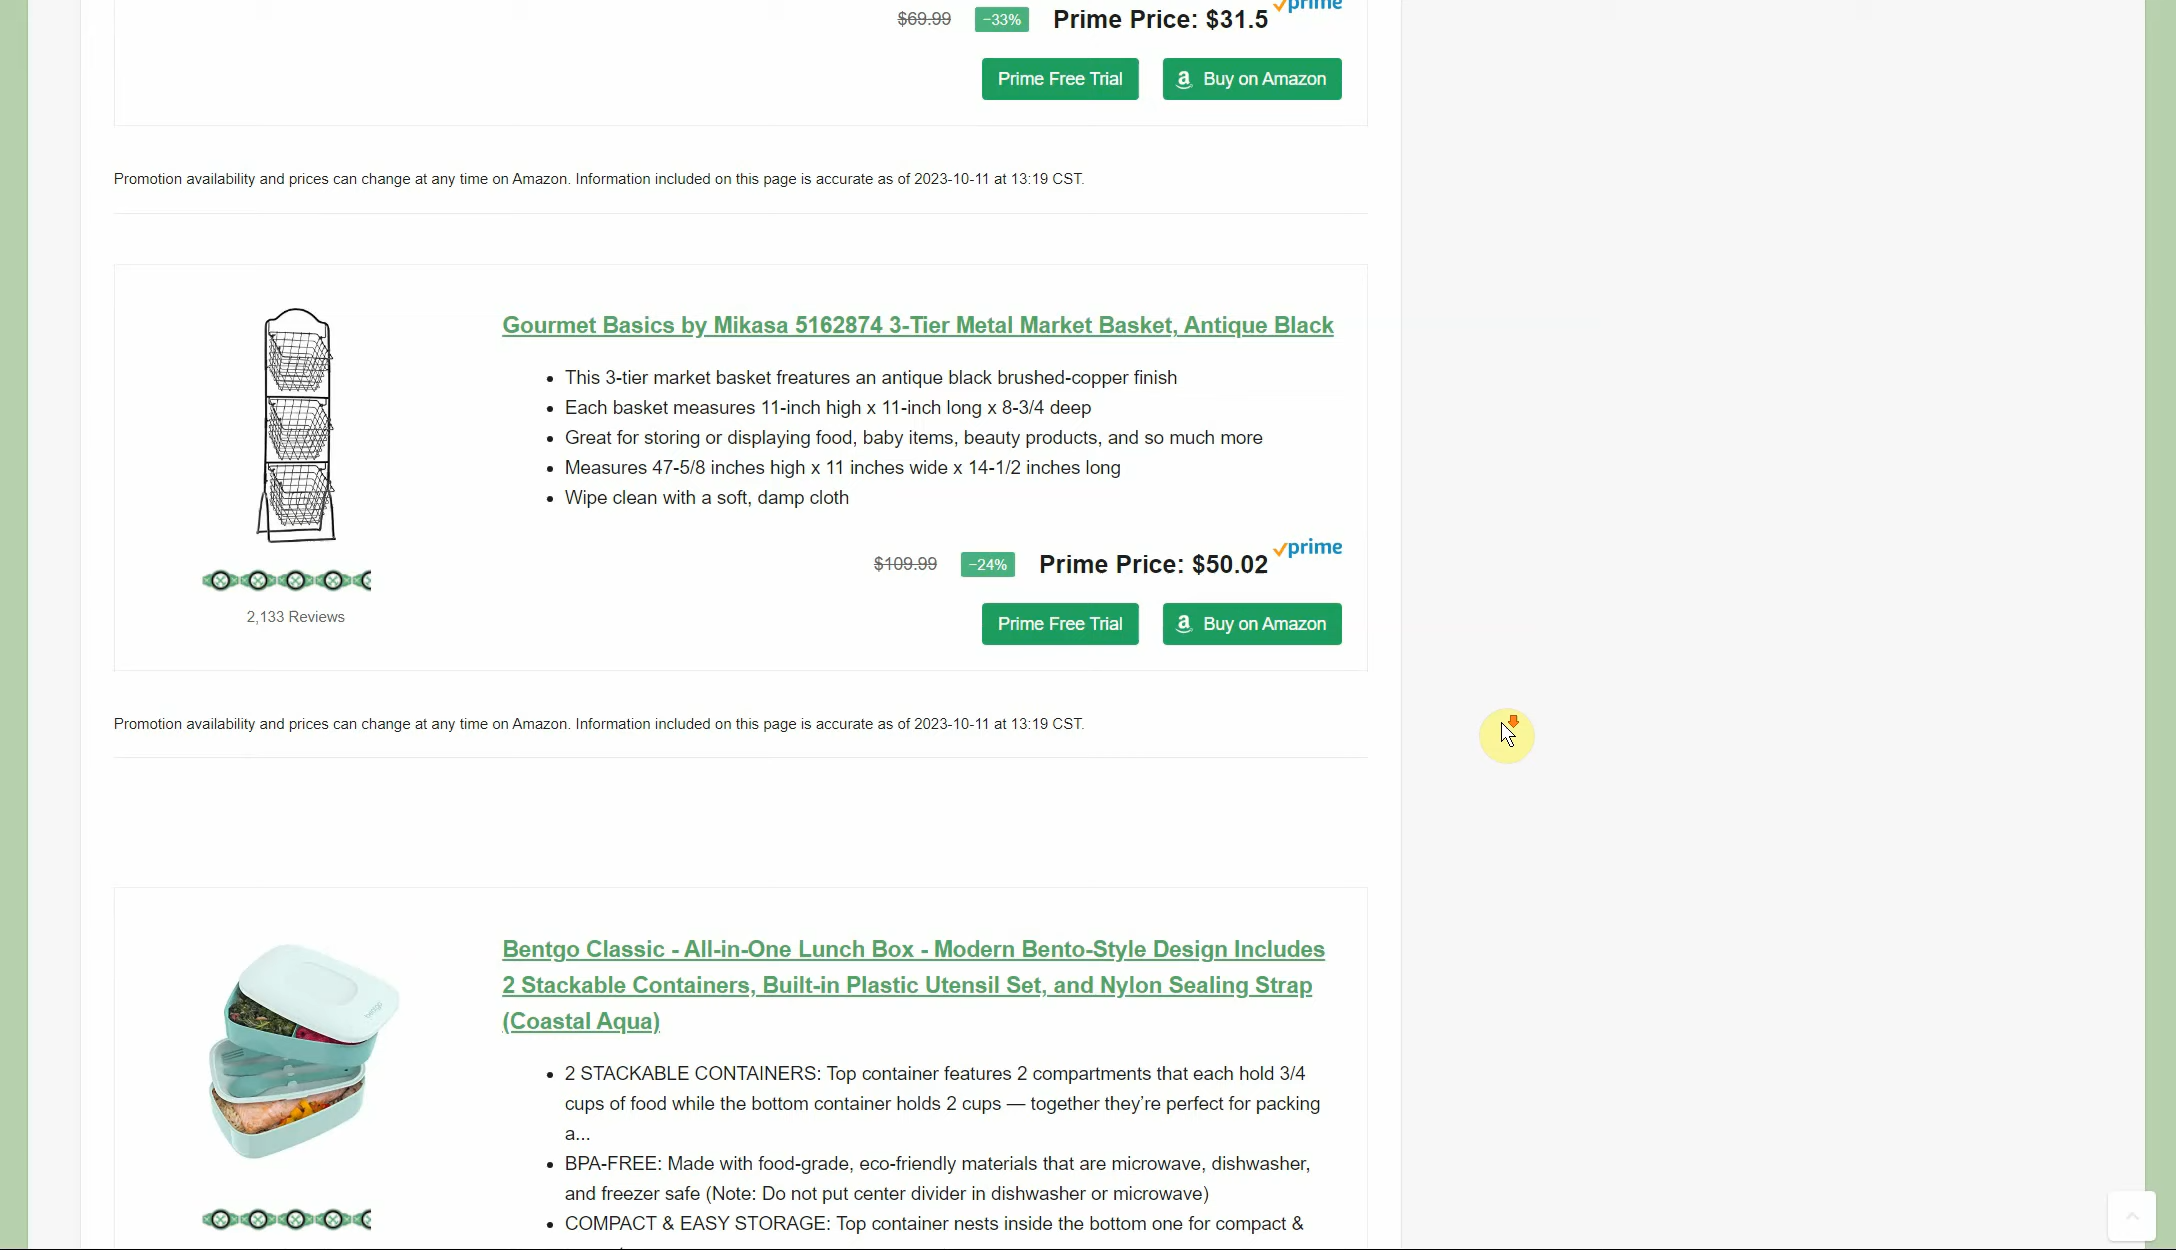 $69.99 −33% Prime Price: $31.5 prime
Prime Free Trial a Buy on Amazon
Promotion availability and prices can change at any time on Amazon. Information included on this page is accurate as of 2023-10-11 at 13:19 CST.
Gourmet Basics by Mikasa 5162874 3-Tier Metal Market Basket, Antique Black
• This 3-tier market basket freatures an antique black brushed-copper finish
• Each basket measures 11-inch high x 11-inch long x 8-3/4 deep
• Great for storing or displaying food, baby items, beauty products, and so much more
• Measures 47-5/8 inches high x 11 inches wide x 14-1/2 inches long
• Wipe clean with a soft, damp cloth
$109.99 −24% Prime Price: $50.02 prime
2,133 Reviews
Prime Free Trial a Buy on Amazon
Promotion availability and prices can change at any time on Amazon. Information included on this page is accurate as of 2023-10-11 at 13:19 CST.
Bentgo Classic - All-in-One Lunch Box - Modern Bento-Style Design Includes
2 Stackable Containers, Built-in Plastic Utensil Set, and Nylon Sealing Strap
(Coastal Aqua)
bentgo
• 2 STACKABLE CONTAINERS: Top container features 2 compartments that each hold 3/4
cups of food while the bottom container holds 2 cups — together they’re perfect for packing
a...
• BPA-FREE: Made with food-grade, eco-friendly materials that are microwave, dishwasher,
and freezer safe (Note: Do not put center divider in dishwasher or microwave)
• COMPACT & EASY STORAGE: Top container nests inside the bottom one for compact &